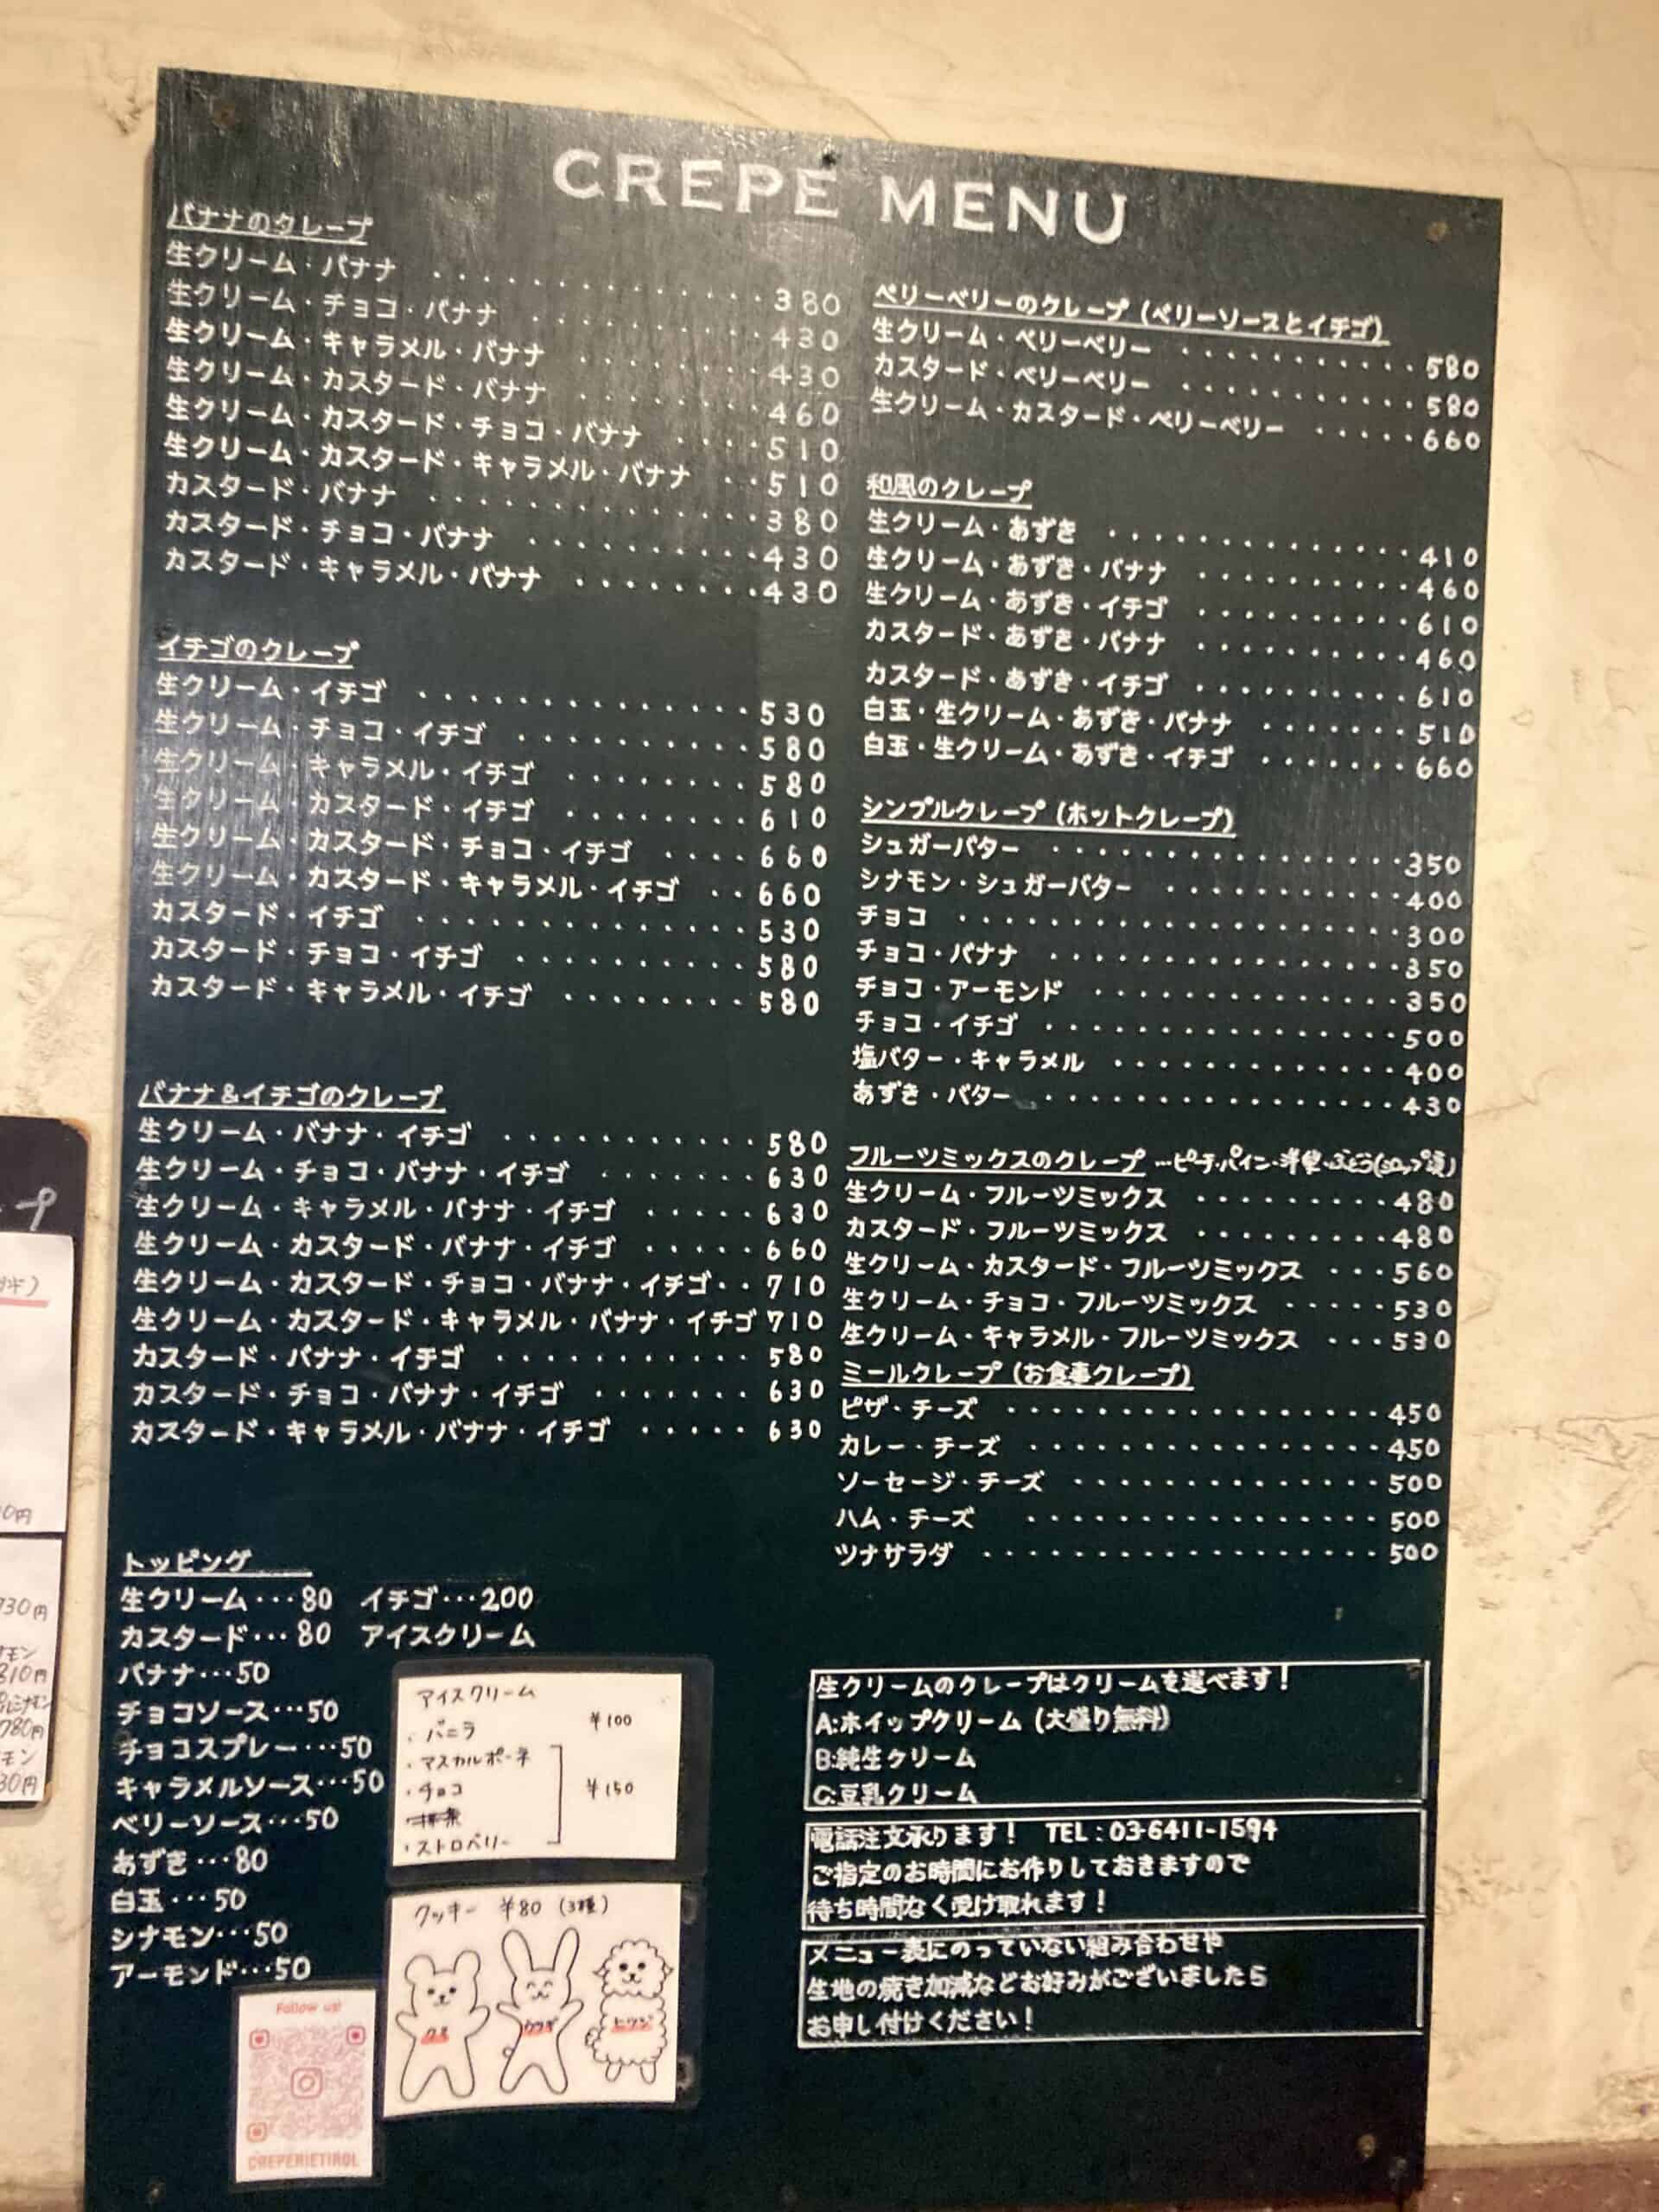 CREPE MENU
バナナのクレープ
生クリーム・バナナ ・・・・・・・・・・・・・380
生クリーム・チョコ・バナナ ・・・・・・・・・・430
生クリーム・キャラメル・バナナ ・・・・・・・・430
生クリーム・カスタード・バナナ ・・・・・・・・460
生クリーム・カスタード・チョコ・バナナ ・・・・510
生クリーム・カスタード・キャラメル・バナナ ・・510
カスタード・バナナ ・・・・・・・・・・・・・380
カスタード・チョコ・バナナ ・・・・・・・・・・430
カスタード・キャラメル・バナナ ・・・・・・・・430
イチゴのクレープ
生クリーム・イチゴ ・・・・・・・・・・・・・530
生クリーム・チョコ・イチゴ ・・・・・・・・・・580
生クリーム・キャラメル・イチゴ ・・・・・・・・580
生クリーム・カスタード・イチゴ ・・・・・・・・610
生クリーム・カスタード・チョコ・イチゴ ・・・・660
生クリーム・カスタード・キャラメル・イチゴ ・・660
カスタード・イチゴ ・・・・・・・・・・・・・530
カスタード・チョコ・イチゴ ・・・・・・・・・・580
カスタード・キャラメル・イチゴ ・・・・・・・・580
バナナ&イチゴのクレープ
生クリーム・バナナ・イチゴ ・・・・・・・・・・580
生クリーム・チョコ・バナナ・イチゴ ・・・・・・・630
生クリーム・キャラメル・バナナ・イチゴ ・・・・・630
生クリーム・カスタード・バナナ・イチゴ ・・・・・660
生クリーム・カスタード・チョコ・バナナ・イチゴ・・710
生クリーム・カスタード・キャラメル・バナナ・イチゴ 710
カスタード・バナナ・イチゴ ・・・・・・・・・・580
カスタード・チョコ・バナナ・イチゴ ・・・・・・・630
カスタード・キャラメル・バナナ・イチゴ ・・・・・630
トッピング
生クリーム・・・80 イチゴ・・・200
カスタード・・・80 アイスクリーム
バナナ・・・50
チョコソース・・・50
チョコスプレー・・・50
キャラメルソース・・・50
ベリーソース・・・50
あずき・・・80
白玉・・・50
シナモン・・・50
アーモンド・・・50
アイスクリーム
・バニラ ¥100
・マスカルポーネ
・チョコ ¥150
・抹茶
・ストロベリー
クッキー ¥80 (3種)
クマ ウサギ ヒツジ
Follow us!
CREPERIETIROL
ベリーベリーのクレープ(ベリーソースとイチゴ)
生クリーム・ベリーベリー ・・・・・・・・・・・580
カスタード・ベリーベリー ・・・・・・・・・・・580
生クリーム・カスタード・ベリーベリー ・・・・・660
和風のクレープ
生クリーム・あずき ・・・・・・・・・・・・・・410
生クリーム・あずき・バナナ ・・・・・・・・・・460
生クリーム・あずき・イチゴ ・・・・・・・・・・610
カスタード・あずき・バナナ ・・・・・・・・・・460
カスタード・あずき・イチゴ ・・・・・・・・・・610
白玉・生クリーム・あずき・バナナ ・・・・・・・510
白玉・生クリーム・あずき・イチゴ ・・・・・・・660
シンプルクレープ(ホットクレープ)
シュガーバター ・・・・・・・・・・・・・・・350
シナモン・シュガーバター ・・・・・・・・・・400
チョコ ・・・・・・・・・・・・・・・・・・・300
チョコ・バナナ ・・・・・・・・・・・・・・・350
チョコ・アーモンド ・・・・・・・・・・・・・350
チョコ・イチゴ ・・・・・・・・・・・・・・・500
塩バター・キャラメル ・・・・・・・・・・・・400
あずき・バター ・・・・・・・・・・・・・・・430
フルーツミックスのクレープ …ピーチ・パイン・洋梨・ぶどう(シロップ漬)
生クリーム・フルーツミックス ・・・・・・・・・480
カスタード・フルーツミックス ・・・・・・・・・480
生クリーム・カスタード・フルーツミックス ・・・560
生クリーム・チョコ・フルーツミックス ・・・・・530
生クリーム・キャラメル・フルーツミックス ・・・530
ミールクレープ(お食事クレープ)
ピザ・チーズ ・・・・・・・・・・・・・・・・450
カレー・チーズ ・・・・・・・・・・・・・・・450
ソーセージ・チーズ ・・・・・・・・・・・・・500
ハム・チーズ ・・・・・・・・・・・・・・・・500
ツナサラダ ・・・・・・・・・・・・・・・・・500
生クリームのクレープはクリームを選べます!
A:ホイップクリーム(大盛り無料)
B:純生クリーム
C:豆乳クリーム
電話注文承ります! TEL:03-6411-1594
ご指定のお時間にお作りしておきますので
待ち時間なく受け取れます!
メニュー表にのっていない組み合わせや
生地の焼き加減などお好みがございましたら
お申し付けください!